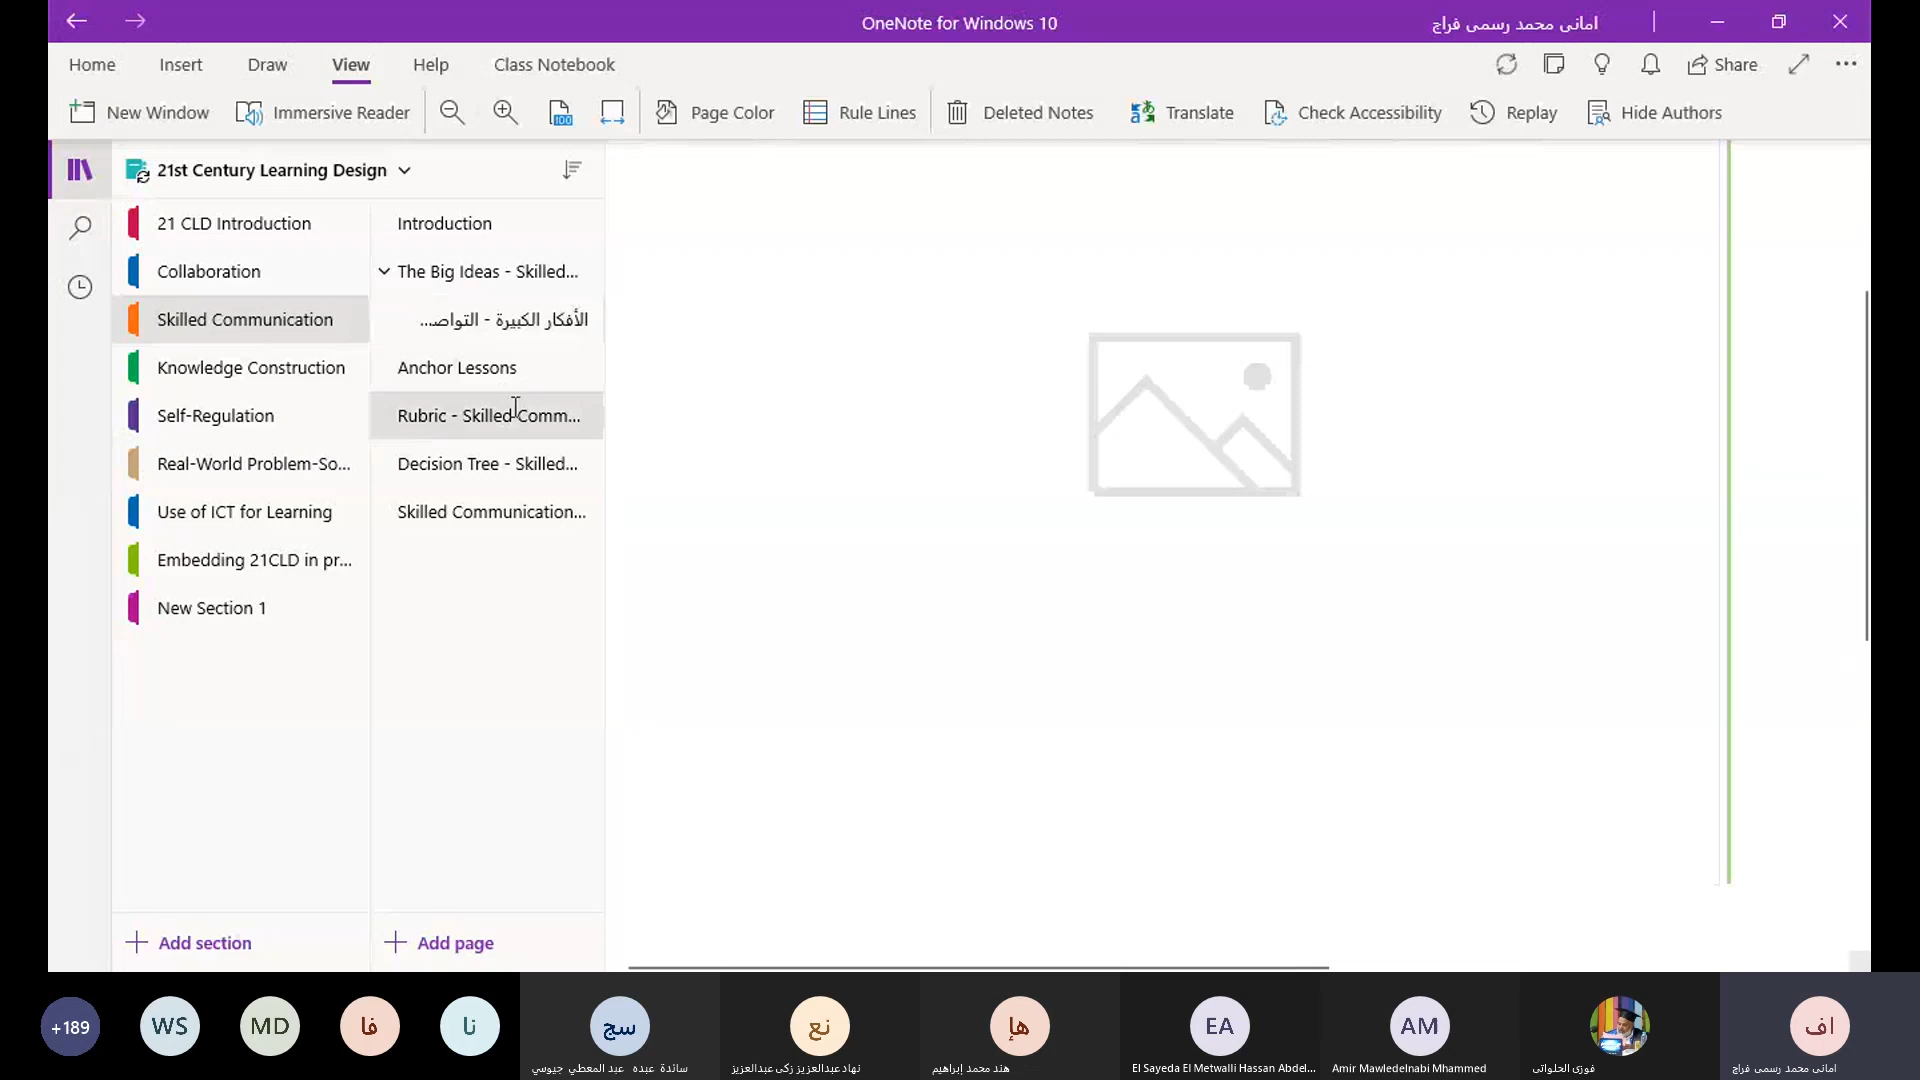 OneNote for Windows 10
امانى محمد رسمى فراج
Home Insert Draw View Help Class Notebook Share
New Window Immersive Reader 100 Page Color Rule Lines Deleted Notes Translate Check Accessibility Replay Hide Authors
21st Century Learning Design
21 CLD Introduction
Collaboration
Skilled Communication
Knowledge Construction
Self-Regulation
Real-World Problem-So...
Use of ICT for Learning
Embedding 21CLD in pr...
New Section 1
Introduction
The Big Ideas - Skilled...
الأفكار الكبيرة - التواصـ...
Anchor Lessons
Rubric - Skilled Comm...
Decision Tree - Skilled...
Skilled Communication...
Add section
Add page
+189
WS
MD
فا
نا
سج
نع
هإ
EA
AM
اف
سائدة عبده عبد المعطي جيوسي
نهاد عبدالعزيز زكى عبدالعزيز
هند محمد إبراهيم
El Sayeda El Metwalli Hassan Abdel...
Amir Mawledelnabi Mhammed
فوزى الحلواتى
امانى محمد رسمى فراج